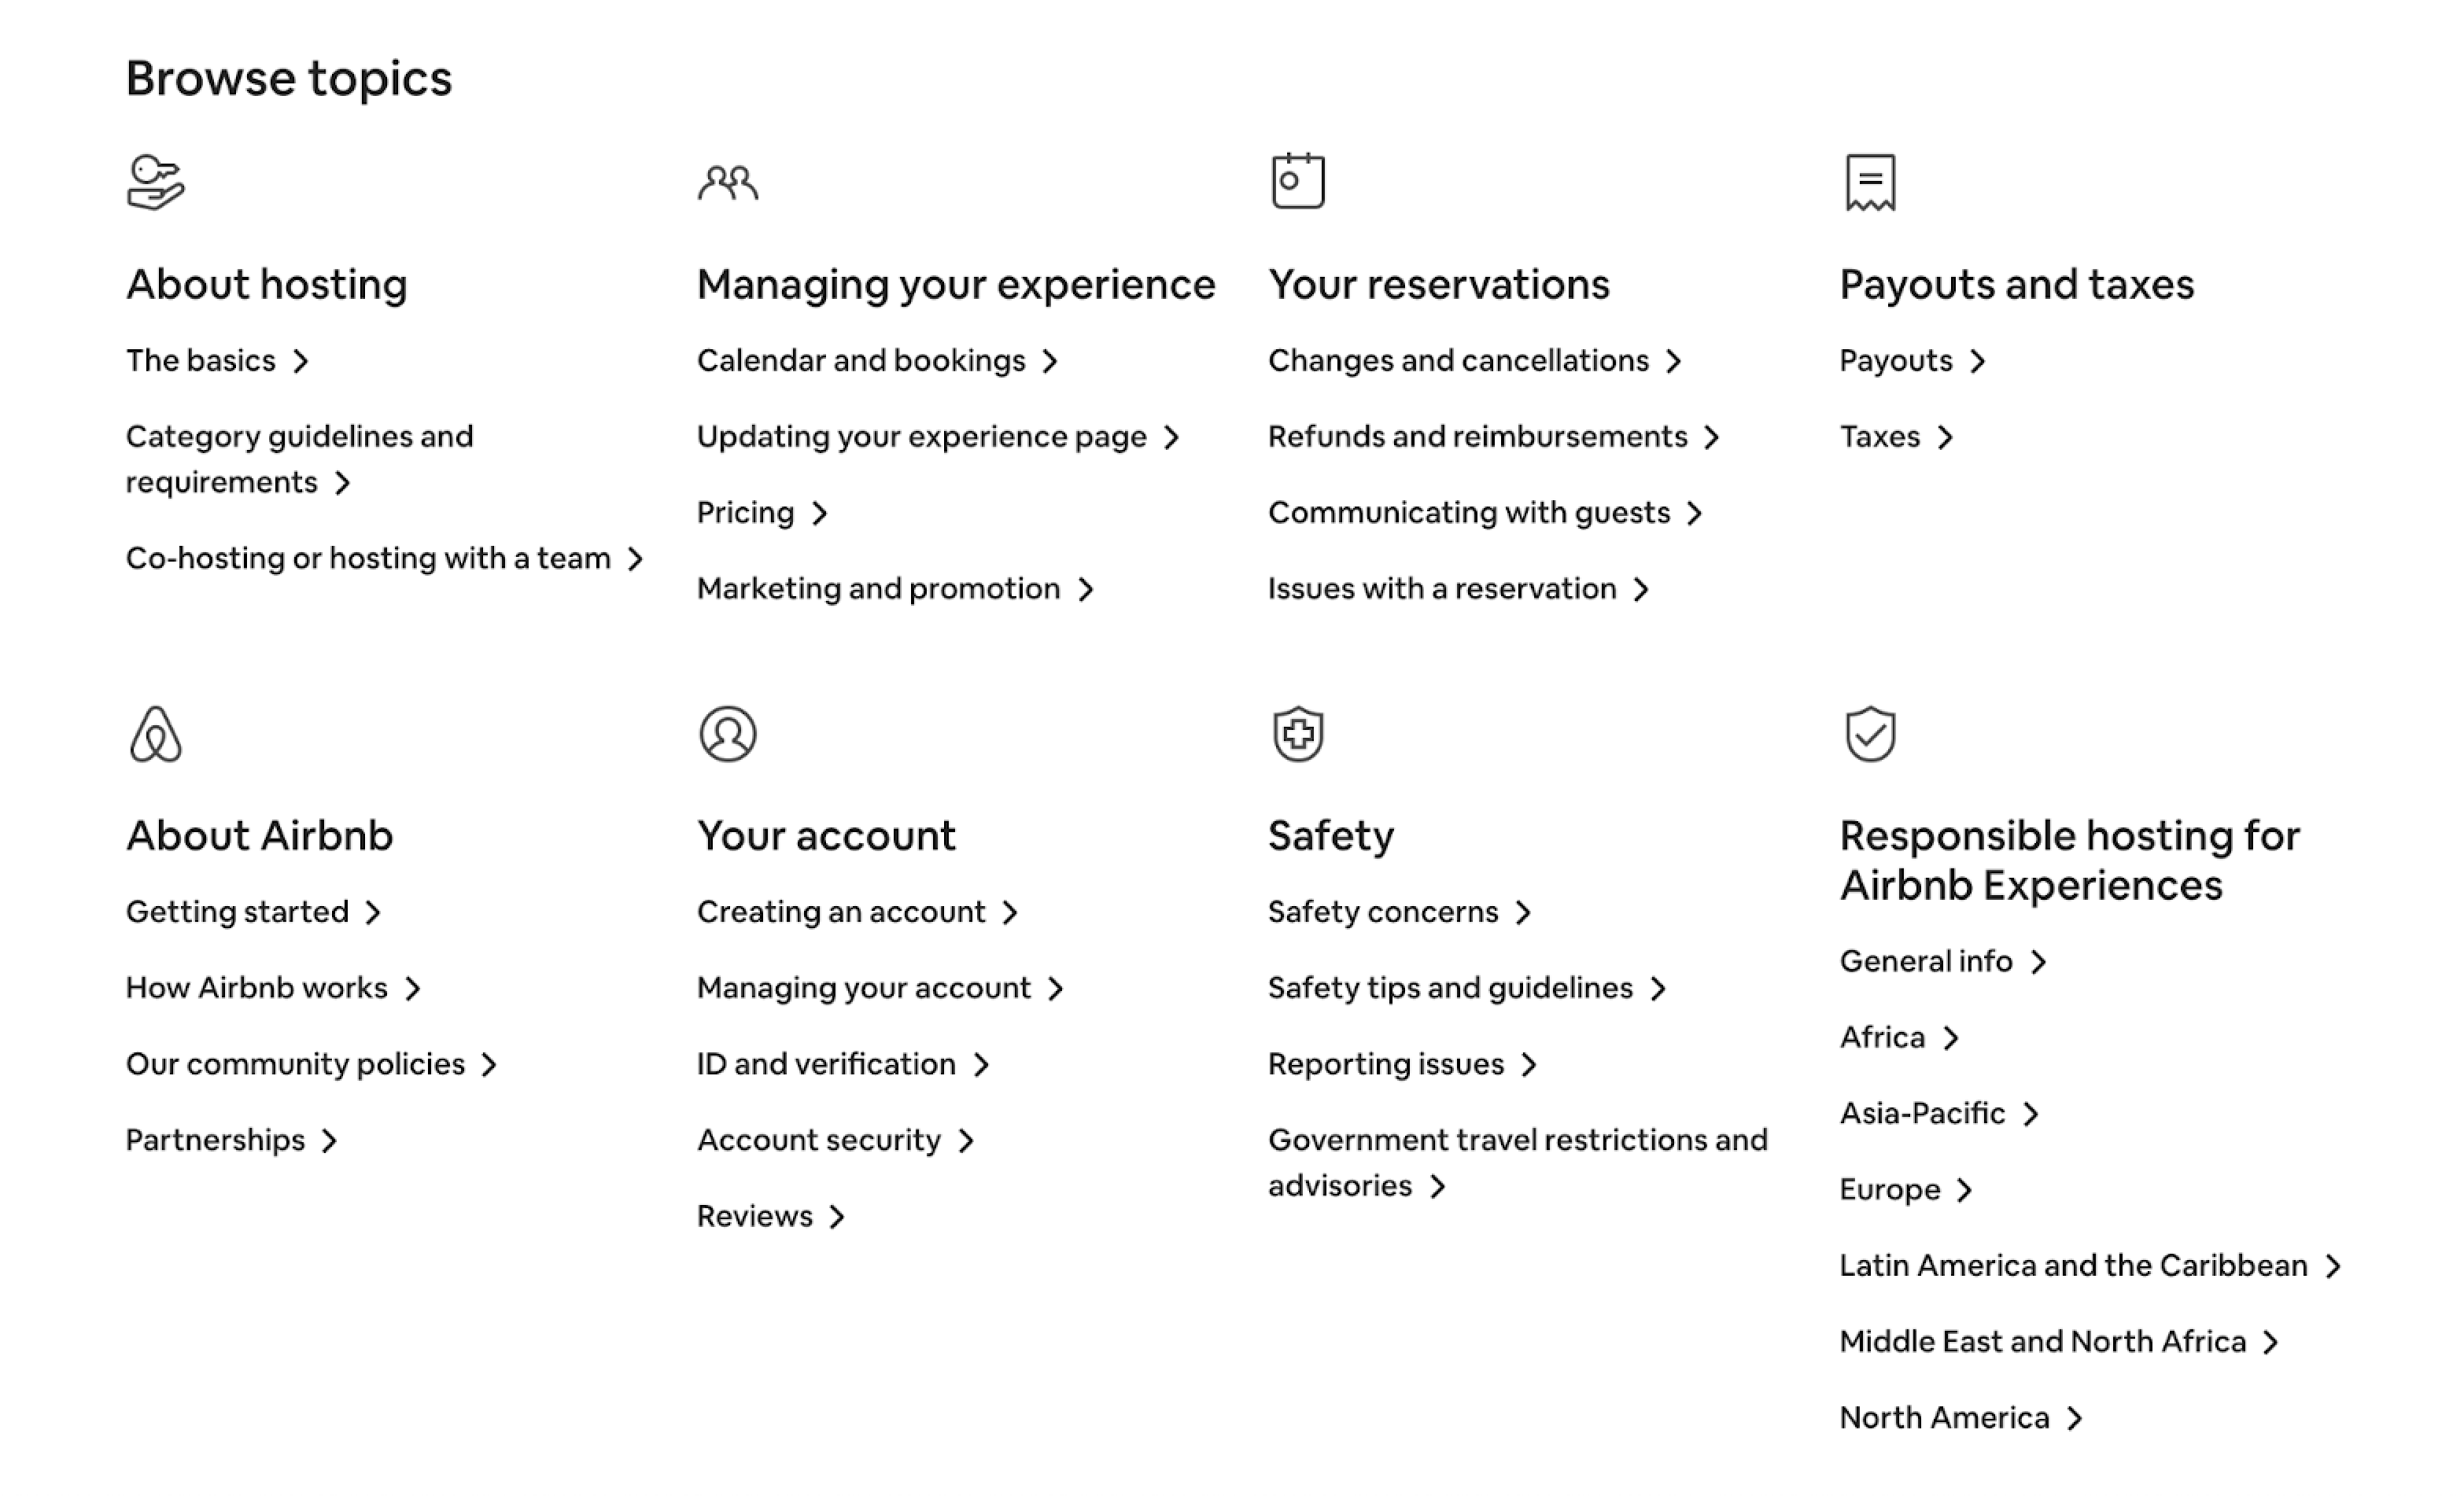 Browse topics
About hosting
The basics
Category guidelines and
requirements
Co-hosting or hosting with a team
Managing your experience
Calendar and bookings
Updating your experience page
Pricing
Marketing and promotion
Your reservations
Changes and cancellations
Refunds and reimbursements
Communicating with guests
Issues with a reservation
Payouts and taxes
Payouts
Taxes
About Airbnb
Getting started
How Airbnb works
Our community policies
Partnerships
Your account
Creating an account
Managing your account
ID and verification
Account security
Reviews
Safety
Safety concerns
Safety tips and guidelines
Reporting issues
Government travel restrictions and
advisories
Responsible hosting for
Airbnb Experiences
General info
Africa
Asia-Pacific
Europe
Latin America and the Caribbean
Middle East and North Africa
North America